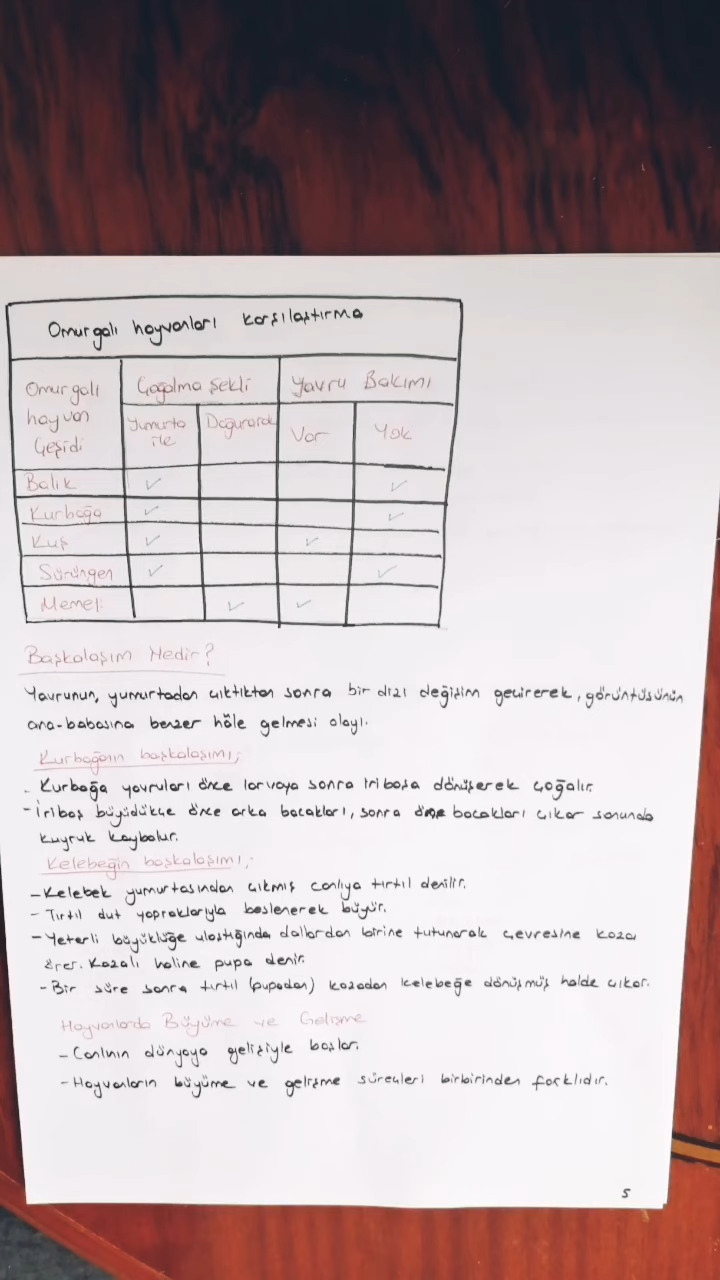 Omurgalı hayvanları karşılaştırma
Omurgalı hayvan çeşidi
Çoğalma Şekli
Yavru Bakımı
Yumurta ile
Doğurarak
Var
Yok
Balık ✓ ✓
Kurbağa ✓ ✓
Kuş ✓ ✓
Sürüngen ✓ ✓
Memeli ✓ ✓
Başkalaşım Nedir?
Yavrunun, yumurtadan çıktıktan sonra bir dizi değişim geçirerek, görüntüsünün
ana-babasına benzer hâle gelmesi olayı.
Kurbağanın başkalaşımı;
- Kurbağa yavruları önce larvaya sonra iribaşa dönüşerek çoğalır.
- İribaş büyüdükçe önce arka bacakları, sonra ön bacakları çıkar sonunda
kuyruk kaybolur.
Kelebeğin başkalaşımı;
- Kelebek yumurtasından çıkmış canlıya tırtıl denilir.
- Tırtıl dut yapraklarıyla beslenerek büyür.
- Yeterli büyüklüğe ulaştığında dallardan birine tutunarak çevresine koza
örer. Kozalı haline pupa denir.
- Bir süre sonra tırtıl (pupadan) kozadan kelebeğe dönüşmüş halde çıkar.
Hayvanlarda Büyüme ve Gelişme
- Canlının dünyaya gelişiyle başlar.
- Hayvanların büyüme ve gelişme süreçleri birbirinden farklıdır.
5